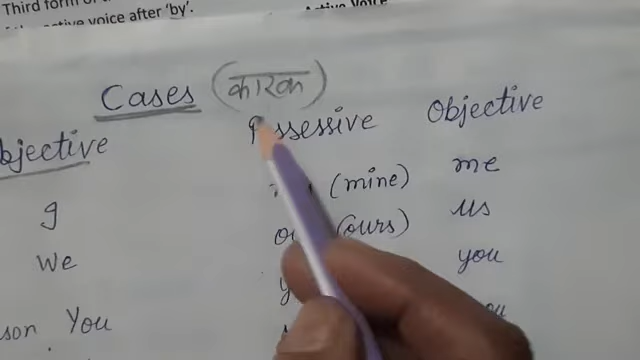 Third form of
active voice after 'by'.
Active Voice
Cases (कारक)
bjective Possessive Objective
I (mine) me
We (ours) us
son You you